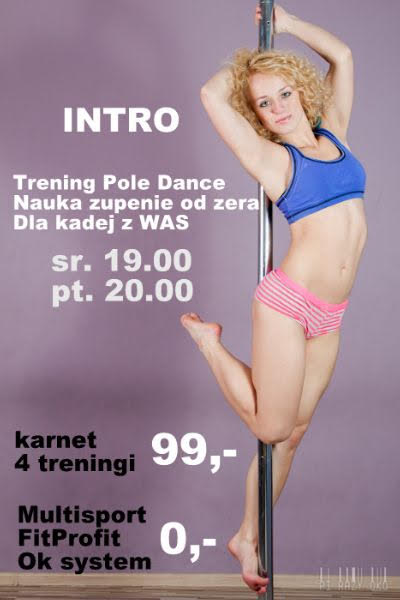 INTRO
Trening Pole Dance
Nauka zupenie od zera
Dla kadej z WAS
sr. 19.00
pt. 20.00
karnet 99,-
4 treningi
Multisport
FitProfit 0,-
Ok system